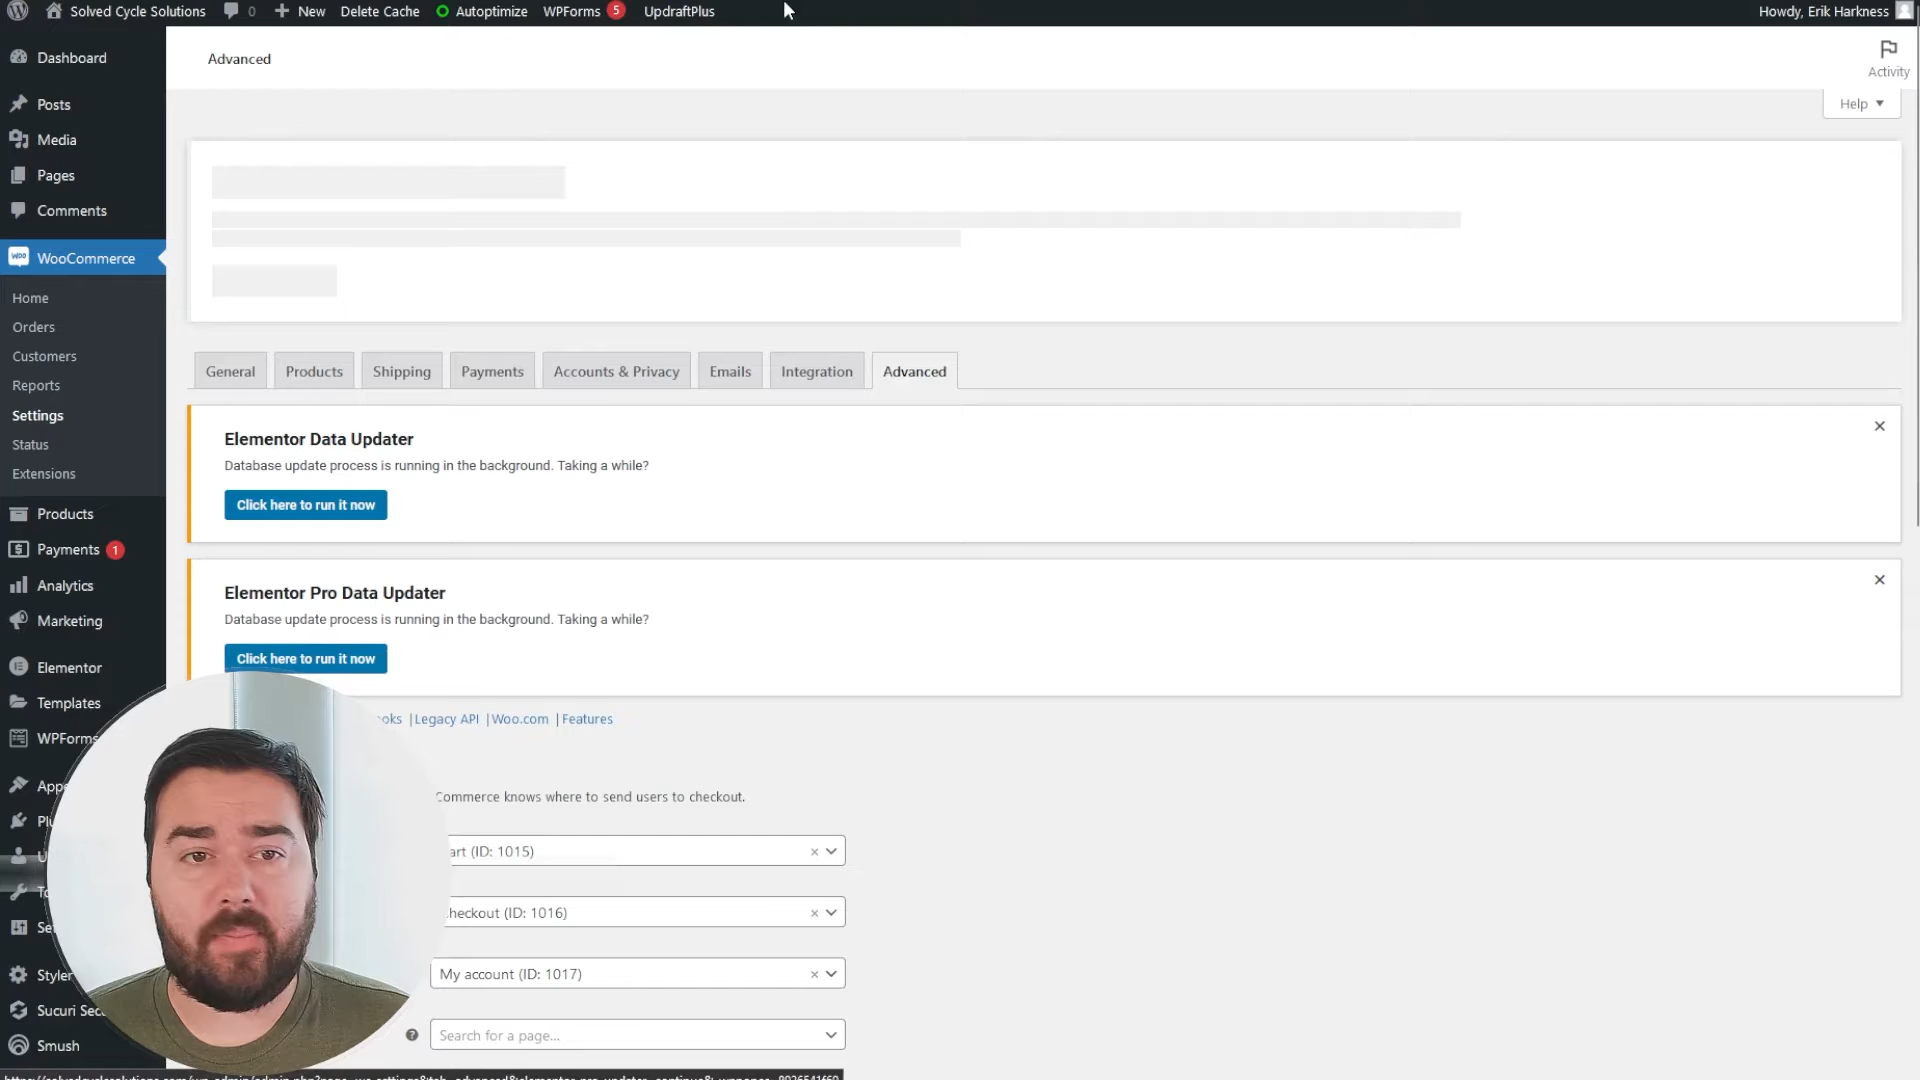 Solved Cycle Solutions 0 New Delete Cache Autoptimize WPForms 5 UpdraftPlus Howdy, Erik Harkness
Dashboard
Posts
Media
Pages
Comments
WooCommerce
Home
Orders
Customers
Reports
Settings
Status
Extensions
Products
Payments 1
Analytics
Marketing
Elementor
Templates
WPForms
Styler
Smush
Advanced
Activity
Help
General Products Shipping Payments Accounts & Privacy Emails Integration Advanced
Elementor Data Updater
Database update process is running in the background. Taking a while?
Click here to run it now
Elementor Pro Data Updater
Database update process is running in the background. Taking a while?
Click here to run it now
ooks | Legacy API | Woo.com | Features
Commerce knows where to send users to checkout.
art (ID: 1015)
heckout (ID: 1016)
My account (ID: 1017)
Search for a page...